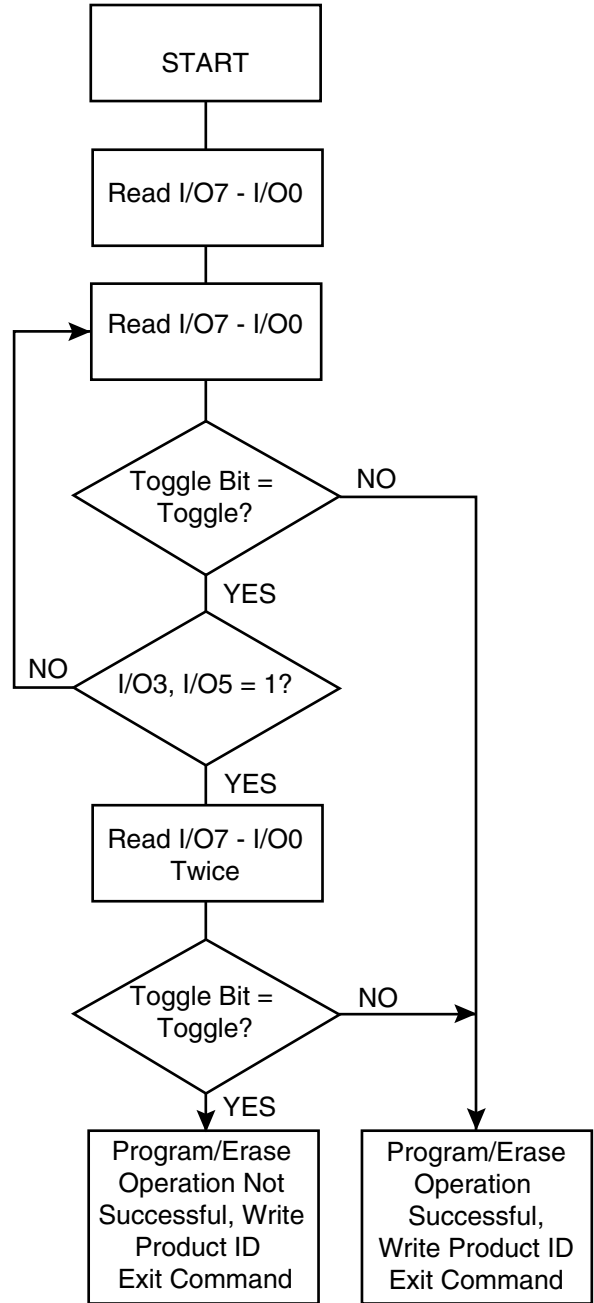 START
Read I/O7 - I/O0
Read I/O7 - I/O0
Toggle Bit =
Toggle?
NO
YES
NO
I/O3, I/O5 = 1?
YES
Read I/O7 - I/O0
Twice
Toggle Bit =
Toggle?
NO
YES
Program/Erase
Operation Not
Successful, Write
Product ID
Exit Command
Program/Erase
Operation
Successful,
Write Product ID
Exit Command